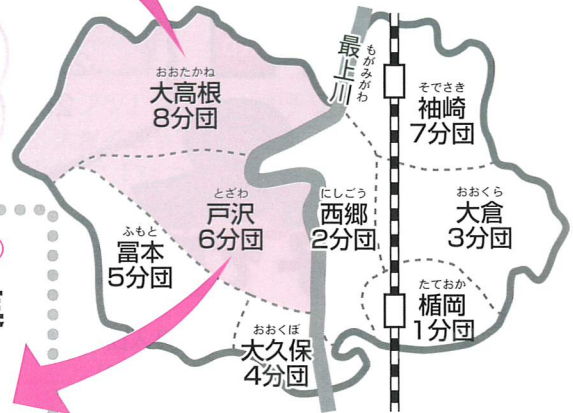 おおたかね
大高根
8分団
もがみがわ
最上川
そでさき
袖崎
7分団
とざわ
戸沢
6分団
にしごう
西郷
2分団
おおくら
大倉
3分団
ふもと
冨本
5分団
たておか
楯岡
1分団
おおくぼ
大久保
4分団